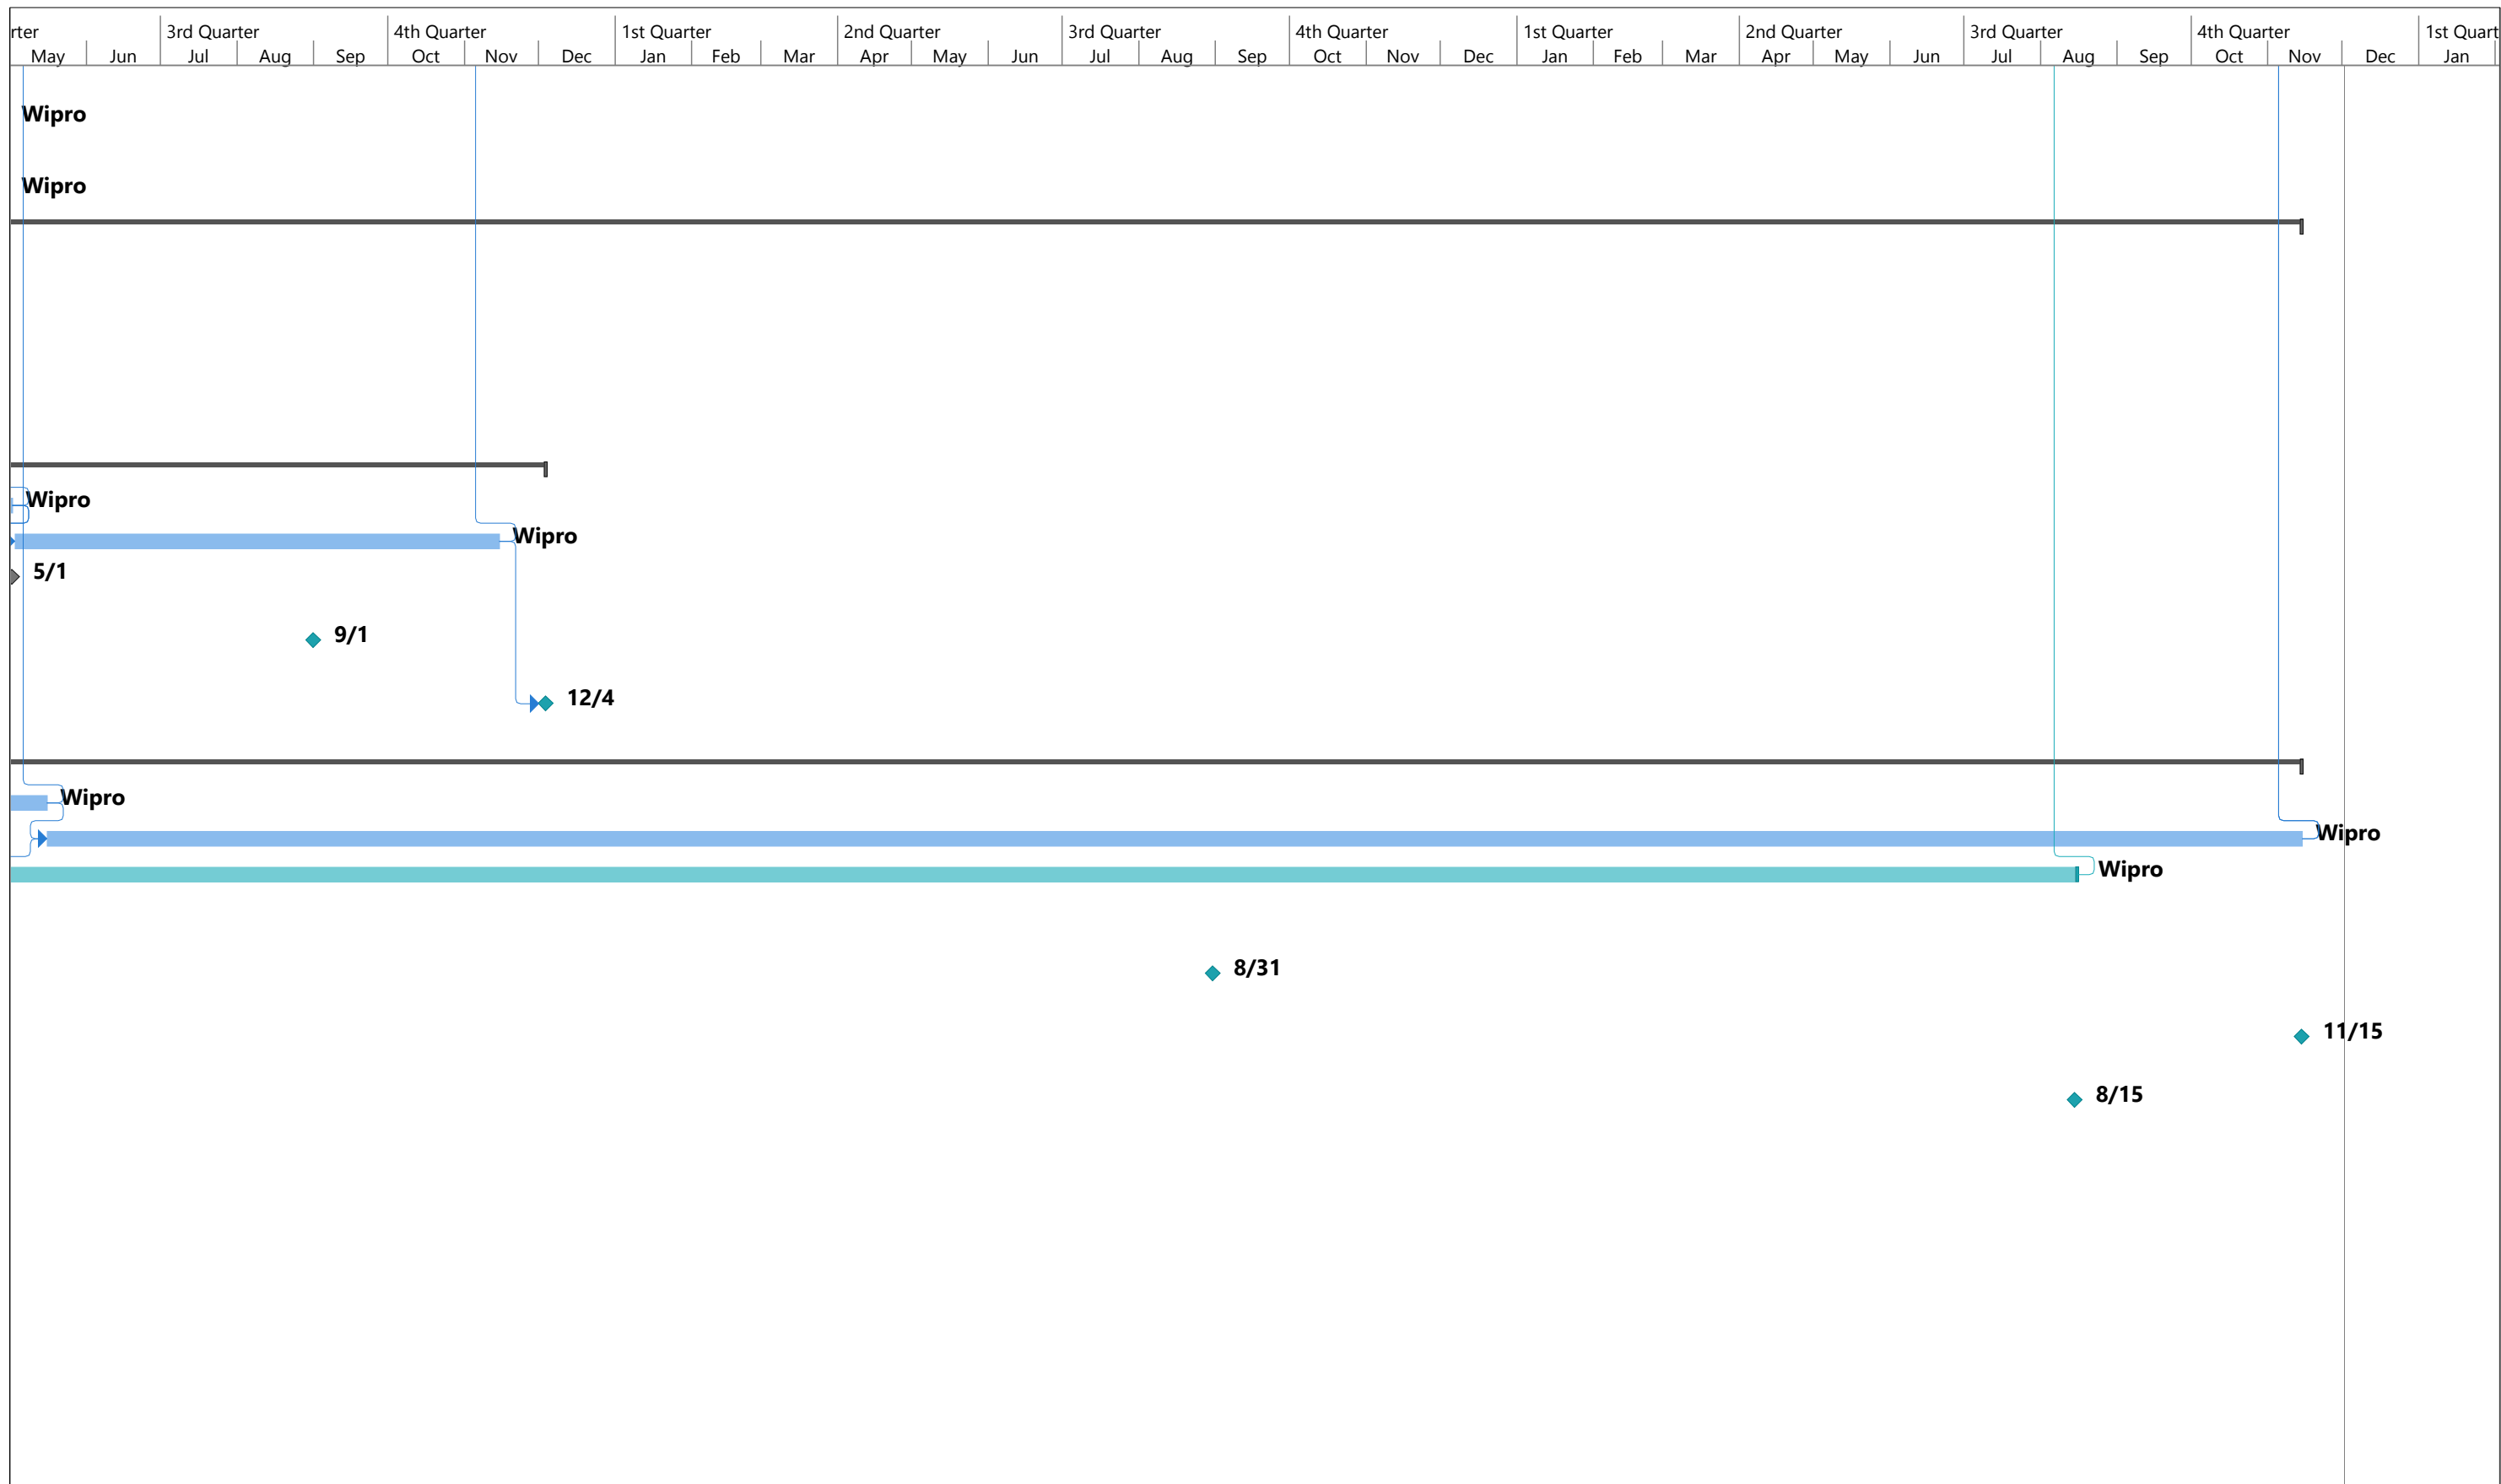 rter 3rd Quarter 4th Quarter 1st Quarter 2nd Quarter 3rd Quarter 4th Quarter 1st Quarter 2nd Quarter 3rd Quarter 4th Quarter 1st Quart
May Jun Jul Aug Sep Oct Nov Dec Jan Feb Mar Apr May Jun Jul Aug Sep Oct Nov Dec Jan Feb Mar Apr May Jun Jul Aug Sep Oct Nov Dec Jan
Wipro
Wipro
Wipro
Wipro
5/1
9/1
12/4
Wipro
Wipro
Wipro
8/31
11/15
8/15